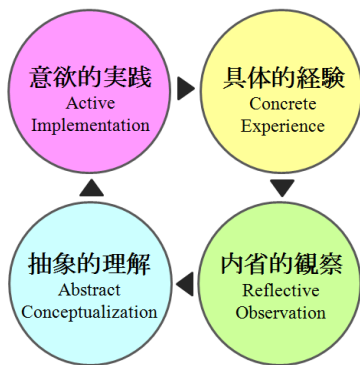 意欲的実践
Active
Implementation
具体的経験
Concrete
Experience
抽象的理解
Abstract
Conceptualization
内省的観察
Reflective
Observation